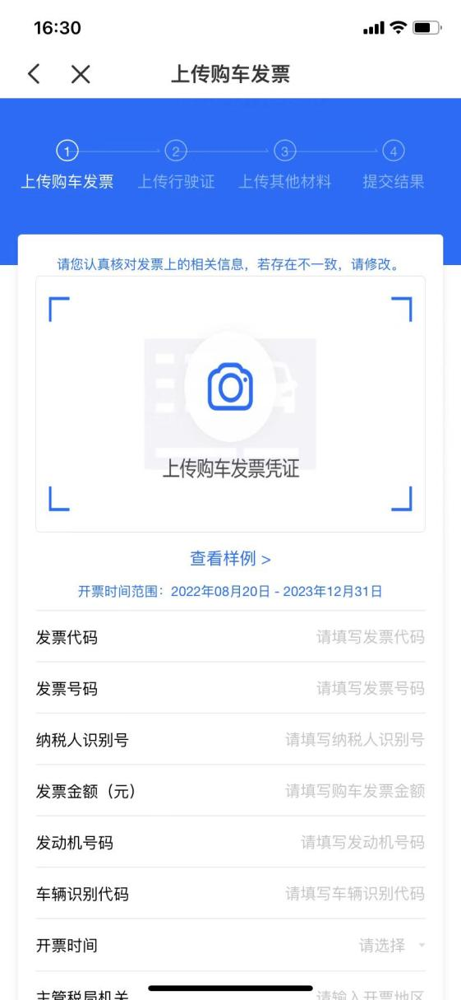 16:30
上传购车发票
1
2
3
4
上传购车发票
上传行驶证
上传其他材料
提交结果
请您认真核对发票上的相关信息，若存在不一致，请修改。
上传购车发票凭证
查看样例 >
开票时间范围：2022年08月20日 - 2023年12月31日
发票代码 请填写发票代码
发票号码 请填写发票号码
纳税人识别号 请填写纳税人识别号
发票金额（元） 请填写购车发票金额
发动机号码 请填写发动机号码
车辆识别代码 请填写车辆识别代码
开票时间 请选择
主管税局机关 请输入开票地区